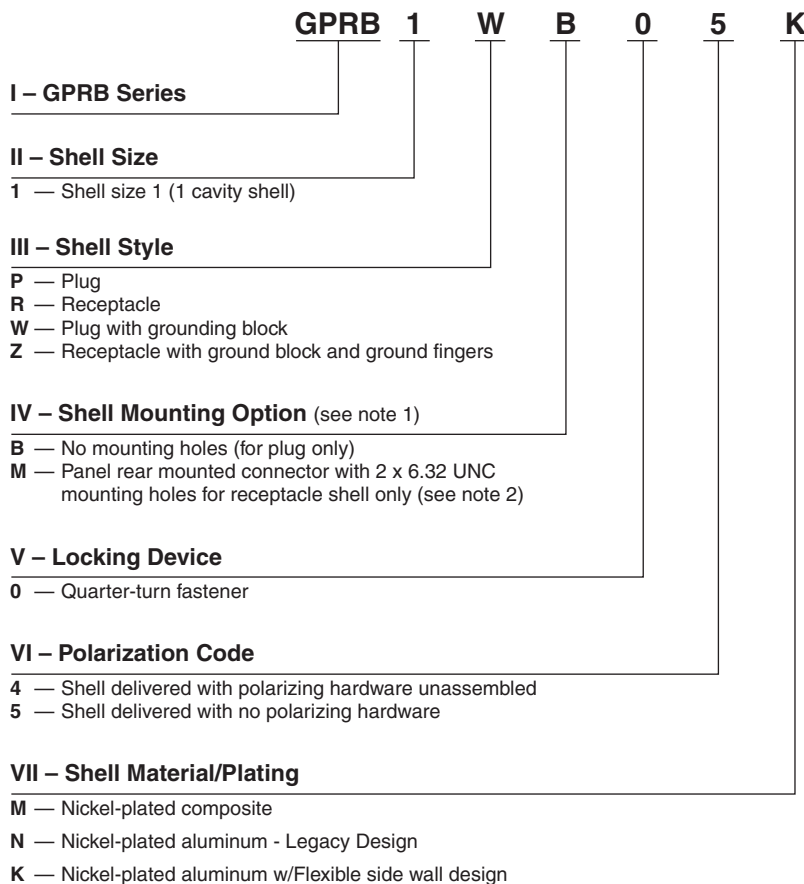 GPRB 1 W B 0 5 K
I – GPRB Series
II – Shell Size
1 — Shell size 1 (1 cavity shell)
III – Shell Style
P — Plug
R — Receptacle
W — Plug with grounding block
Z — Receptacle with ground block and ground fingers
IV – Shell Mounting Option (see note 1)
B — No mounting holes (for plug only)
M — Panel rear mounted connector with 2 x 6.32 UNC
mounting holes for receptacle shell only (see note 2)
V – Locking Device
0 — Quarter-turn fastener
VI – Polarization Code
4 — Shell delivered with polarizing hardware unassembled
5 — Shell delivered with no polarizing hardware
VII – Shell Material/Plating
M — Nickel-plated composite
N — Nickel-plated aluminum - Legacy Design
K — Nickel-plated aluminum w/Flexible side wall design